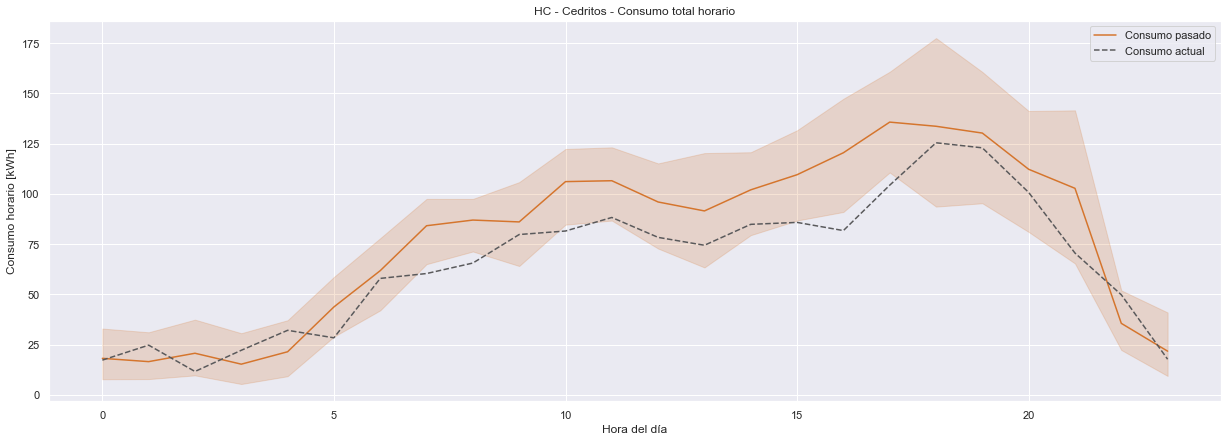 HC - Cedritos - Consumo total horario
Consumo pasado
Consumo actual
Consumo horario [kWh]
175
150
125
100
75
50
25
0
0 5 10 15 20
Hora del día